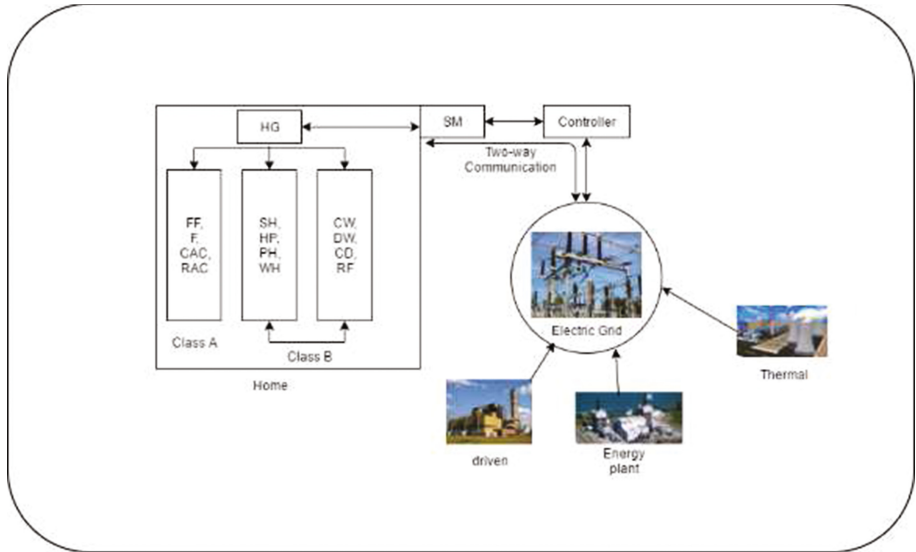 HG
SM
Controller
Two-way
Communication
FF,
F,
CAC,
RAC
SH,
HP,
PH,
WH
CW,
DW,
CD,
RF
Class A
Class B
Home
Electric Grid
Thermal
driven
Energy
plant